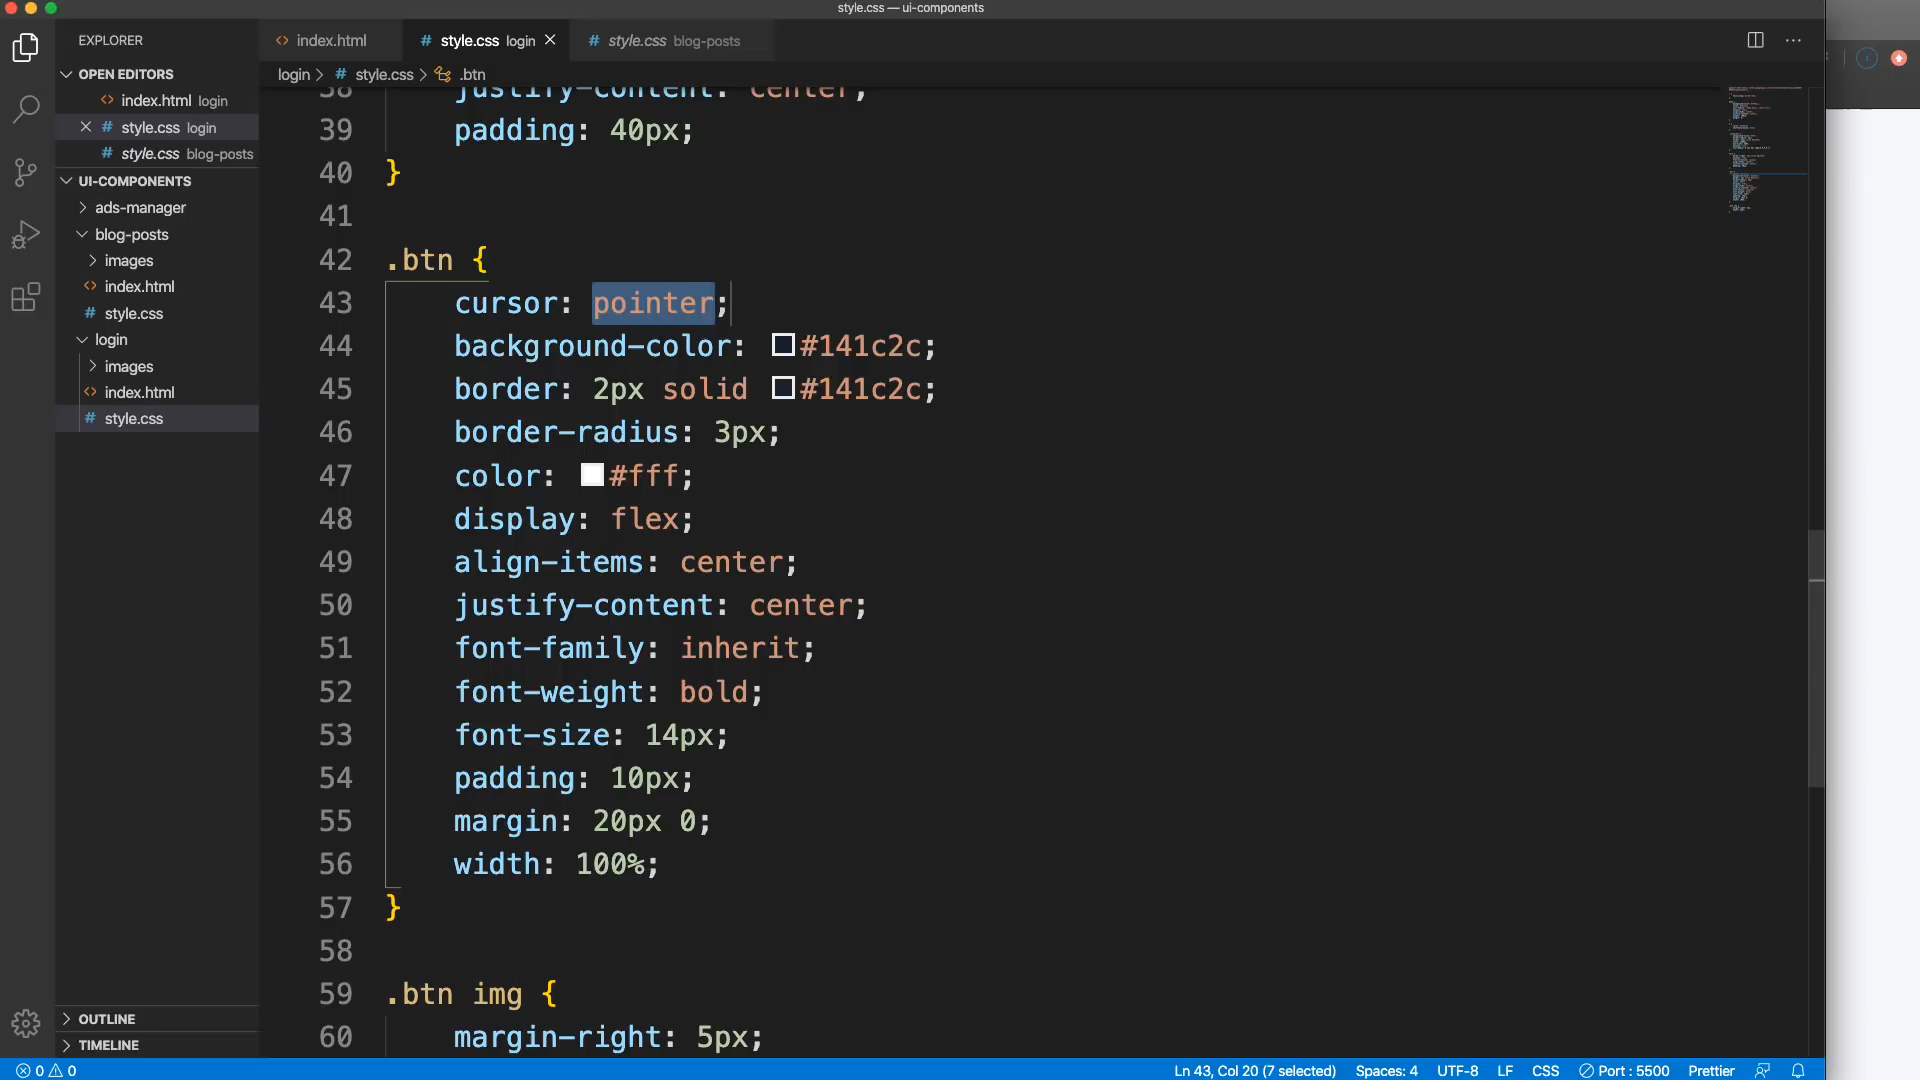 style.css — ui-components
EXPLORER
index.html
style.css login
style.css blog-posts
OPEN EDITORS
index.html login
style.css login
style.css blog-posts
UI-COMPONENTS
ads-manager
blog-posts
images
index.html
style.css
login
images
index.html
style.css
OUTLINE
TIMELINE
login > # style.css > .btn
38 justify-content: center;
39 padding: 40px;
40 }
41
42 .btn {
43 cursor: pointer;
44 background-color: #141c2c;
45 border: 2px solid #141c2c;
46 border-radius: 3px;
47 color: #fff;
48 display: flex;
49 align-items: center;
50 justify-content: center;
51 font-family: inherit;
52 font-weight: bold;
53 font-size: 14px;
54 padding: 10px;
55 margin: 20px 0;
56 width: 100%;
57 }
58
59 .btn img {
60 margin-right: 5px;
0 0
Ln 43, Col 20 (7 selected)
Spaces: 4
UTF-8
LF
CSS
Port : 5500
Prettier